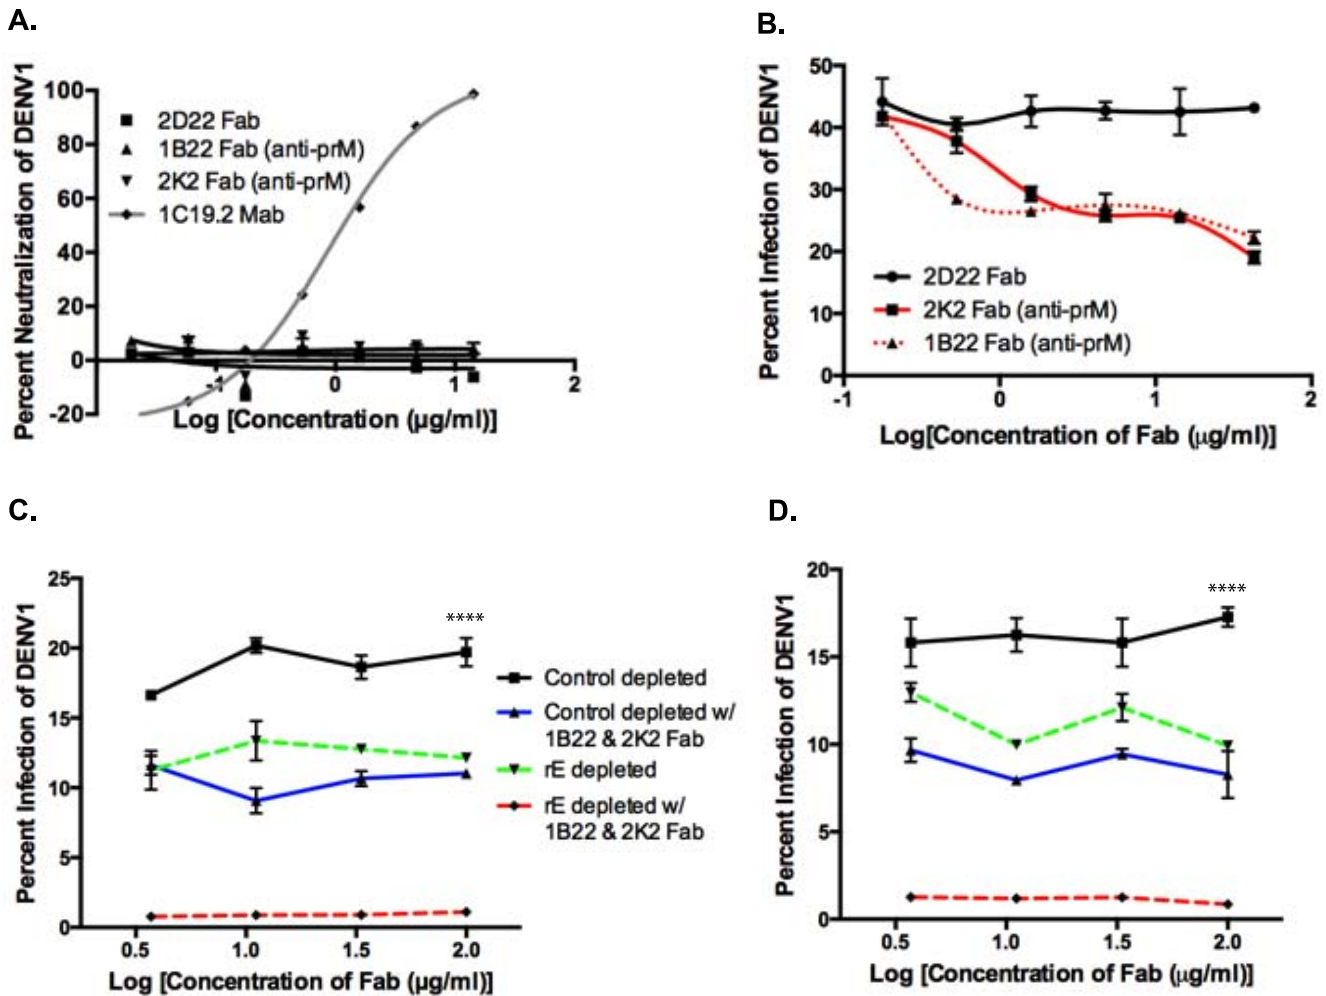 A.
Percent Neutralization of DENV1
100
80
60
40
20
0
-20
2D22 Fab
1B22 Fab (anti-prM)
2K2 Fab (anti-prM)
1C19.2 Mab
-1
0
1
2
Log [Concentration (µg/ml)]
B.
Percent Infection of DENV1
50
40
30
20
10
0
2D22 Fab
2K2 Fab (anti-prM)
1B22 Fab (anti-prM)
-1
0
1
2
Log[Concentration of Fab (µg/ml)]
C.
Percent Infection of DENV1
25
20
15
10
5
0
****
0.5
1.0
1.5
2.0
Log [Concentration of Fab (µg/ml)]
Control depleted
Control depleted w/
1B22 & 2K2 Fab
rE depleted
rE depleted w/
1B22 & 2K2 Fab
D.
Percent Infection of DENV1
20
15
10
5
0
****
0.5
1.0
1.5
2.0
Log [Concentration of Fab (µg/ml)]